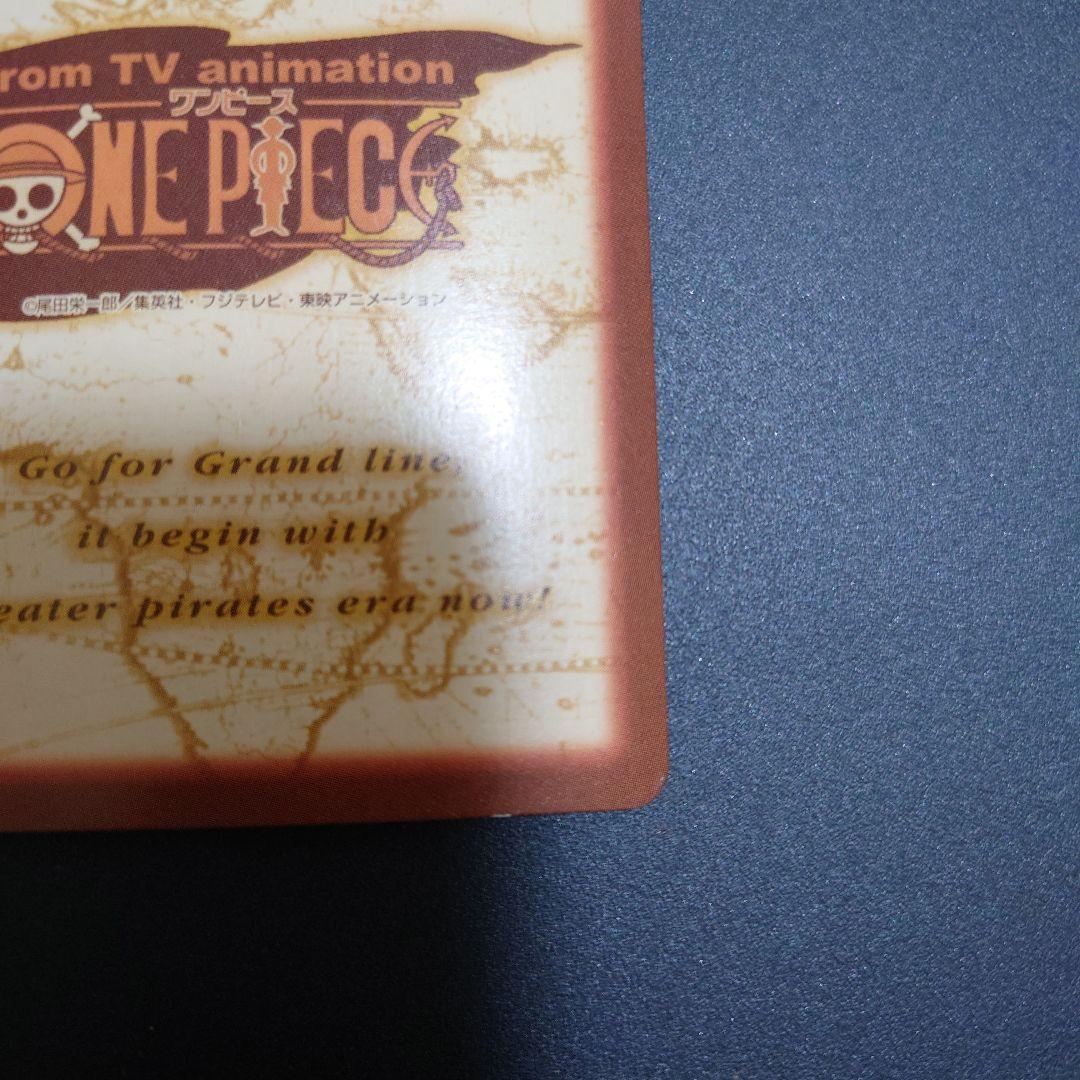 rom TV animation
ワンピース
ONE PIECE
©尾田栄一郎／集英社・フジテレビ・東映アニメーション
Go for Grand line,
it begin with
eater pirates era now!